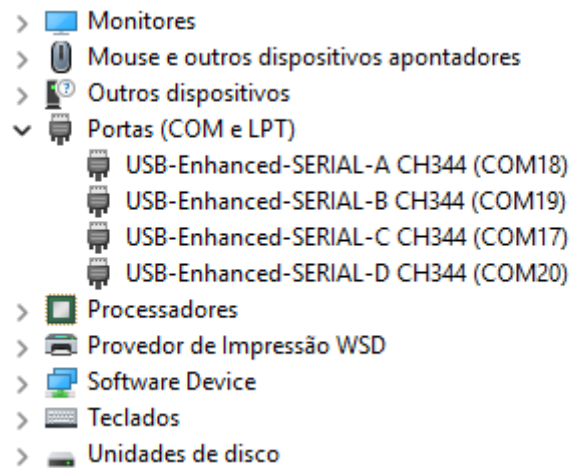 Monitores
Mouse e outros dispositivos apontadores
Outros dispositivos
Portas (COM e LPT)
USB-Enhanced-SERIAL-A CH344 (COM18)
USB-Enhanced-SERIAL-B CH344 (COM19)
USB-Enhanced-SERIAL-C CH344 (COM17)
USB-Enhanced-SERIAL-D CH344 (COM20)
Processadores
Provedor de Impressão WSD
Software Device
Teclados
Unidades de disco